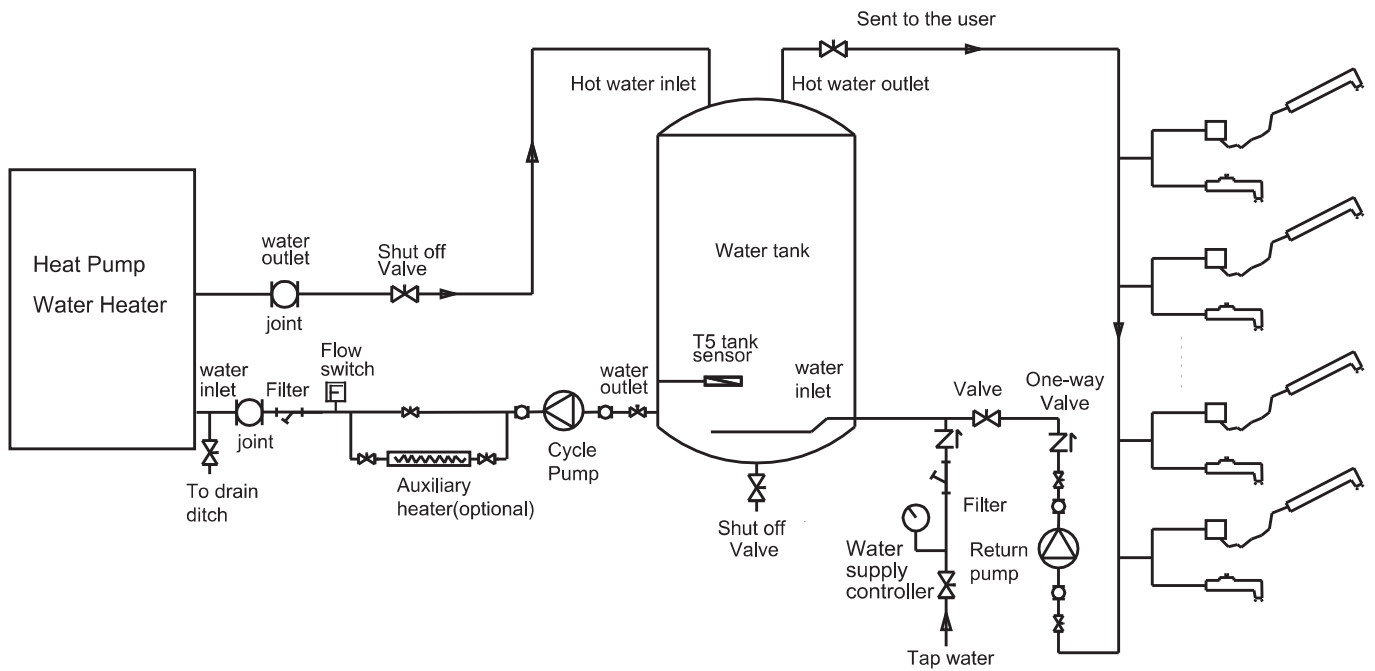 Sent to the user
Hot water inlet
Hot water outlet
Heat Pump
Water Heater
water
outlet
joint
Shut off
Valve
Water tank
T5 tank
sensor
water
inlet
water
outlet
Flow
switch
F
water
inlet
Filter
joint
To drain
ditch
Auxiliary
heater(optional)
Cycle
Pump
Shut off
Valve
Valve
One-way
Valve
Filter
Water
supply
controller
Return
pump
Tap water